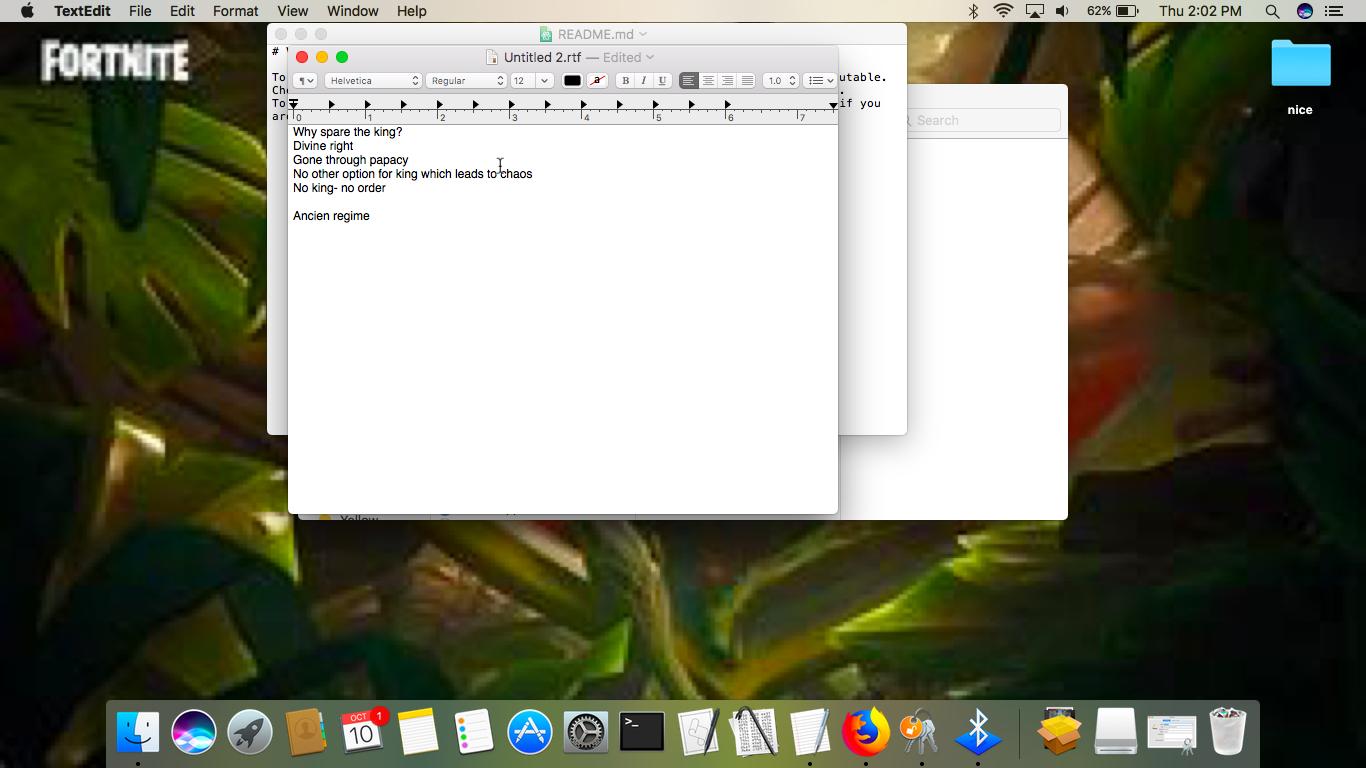 TextEdit File Edit Format View Window Help 62% Thu 2:02 PM
FORTNITE
README.md
nice
# 
Untitled 2.rtf — Edited
To utable.
¶ Helvetica Regular 12 a B I U 1.0
Search
if you
0 1 2 3 4 5 6 7
Why spare the king?
Divine right
Gone through papacy
No other option for king which leads to chaos
No king- no order
Ancien regime
Yellow
OCT 1
10
>_